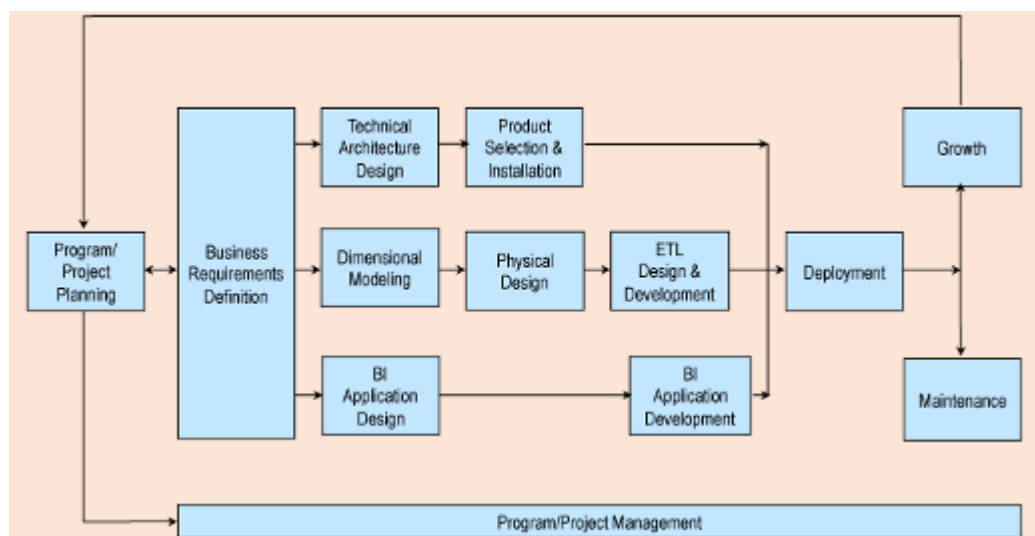 Program/
Project
Planning
Business
Requirements
Definition
Technical
Architecture
Design
Product
Selection &
Installation
Dimensional
Modeling
Physical
Design
ETL
Design &
Development
BI
Application
Design
BI
Application
Development
Deployment
Growth
Maintenance
Program/Project Management